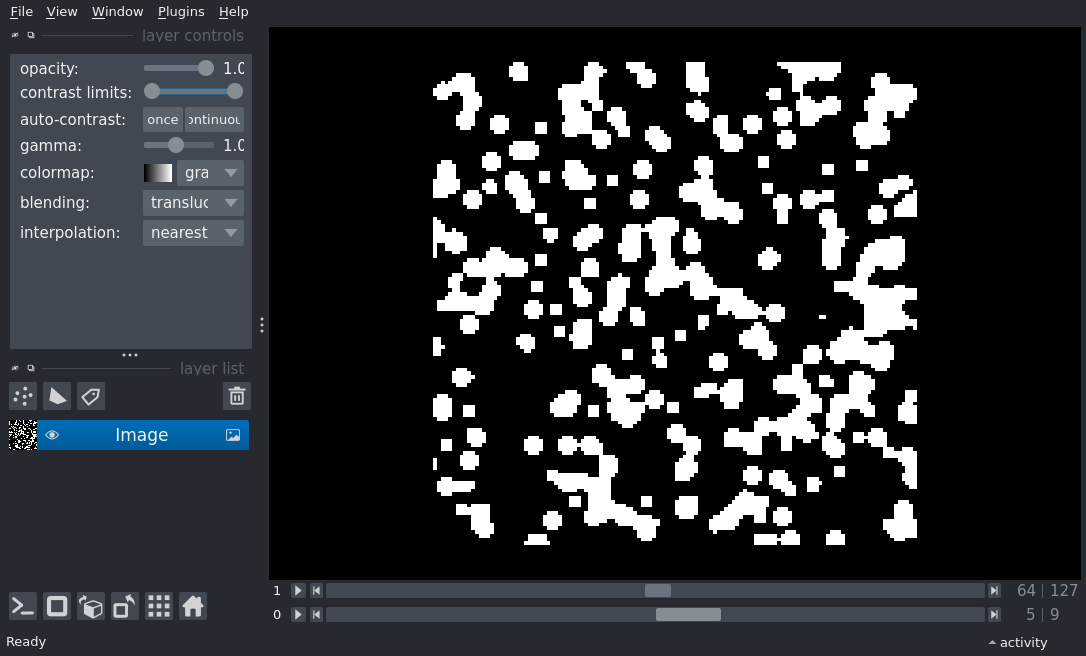 File View Window Plugins Help
layer controls
opacity: 1.0
contrast limits:
auto-contrast: once ontinuou
gamma: 1.0
colormap: gra
blending: transluc
interpolation: nearest
layer list
Image
1 64 | 127
0 5 | 9
Ready activity